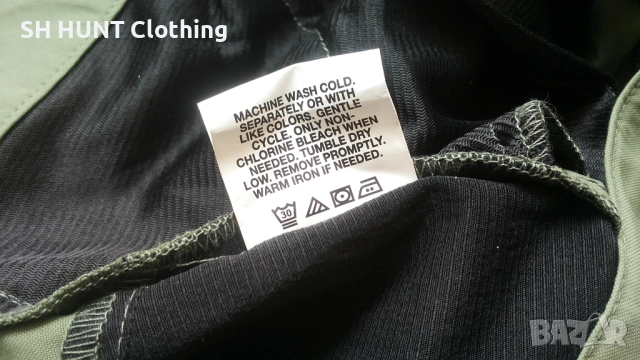 SH HUNT Clothing
MACHINE WASH COLD.
SEPARATELY OR WITH
LIKE COLORS. GENTLE
CYCLE. ONLY NON-
CHLORINE BLEACH WHEN
NEEDED. TUMBLE DRY
LOW. REMOVE PROMPTLY.
WARM IRON IF NEEDED.
30
BAZAR